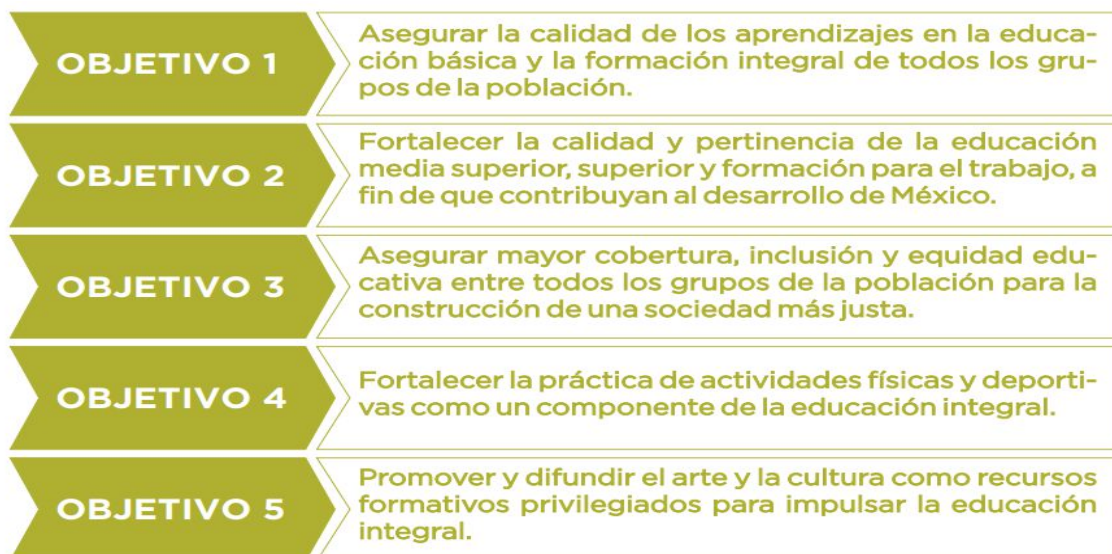 OBJETIVO 1
Asegurar la calidad de los aprendizajes en la educa-
ción básica y la formación integral de todos los gru-
pos de la población.
OBJETIVO 2
Fortalecer la calidad y pertinencia de la educación
media superior, superior y formación para el trabajo, a
fin de que contribuyan al desarrollo de México.
OBJETIVO 3
Asegurar mayor cobertura, inclusión y equidad edu-
cativa entre todos los grupos de la población para la
construcción de una sociedad más justa.
OBJETIVO 4
Fortalecer la práctica de actividades físicas y deporti-
vas como un componente de la educación integral.
OBJETIVO 5
Promover y difundir el arte y la cultura como recursos
formativos privilegiados para impulsar la educación
integral.